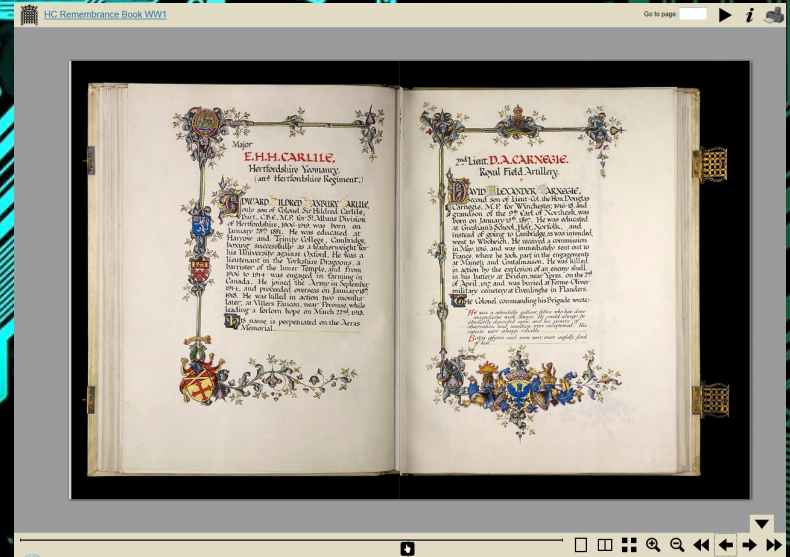 HC Remembrance Book WW1
Go to page:
Major
E.H.H.CARLILE,
Hertfordshire Yeomanry.
(and Hertfordshire Regiment,)
EDWARD HILDRED HANBURY CARLILE,
only son of Colonel Sir Hildred Carlile,
Bart., C.B.E., M.P. for St. Albans Division
of Hertfordshire, 1906-1919, was born on
January 28th 1881. He was educated at
Harrow and Trinity College, Cambridge,
boxing successfully as a featherweight for
his University against Oxford. He was a
lieutenant in the Yorkshire Dragoons, a
barrister of the Inner Temple, and from
1906 to 1914 was engaged in farming in
Canada. He joined the Army in September
1914, and proceeded overseas on January
1918. He was killed in action two months
later, at Villers Faucon, near Peronne, while
leading a forlorn hope on March 22nd, 1918.
His name is perpetuated on the Arras
Memorial.
2nd Lieut. D.A.CARNEGIE.
Royal Field Artillery.
DAVID ALEXANDER CARNEGIE,
second son of Lieut-Col. the Hon. Douglas
Carnegie, M.P. for Winchester, 1916-18, and
grandson of the 9th Earl of Northesk, was
born on January 1897. He was educated
at Gresham's School, Holt, Norfolk, and
instead of going to Cambridge as was intended,
went to Woolwich. He received a commission
in May, 1916, and was immediately sent out to
France, where he took part in the engagements
at Mametz and Contalmaison. He was killed
in action by the explosion of an enemy shell
in his battery at Brielen, near Ypres, on the 2nd
of April, 1917, and was buried at Ferme-Olivier
military cemetery at Elverdinghe in Flanders.
The Colonel commanding his Brigade wrote:
He was a splendidly gallant fellow who has done
magnificent work always. He could always be
absolutely depended upon and his powers of
observation and intuition were exceptional. His
reports were always reliable.
Both officers and men were ever awfully fond
of him.